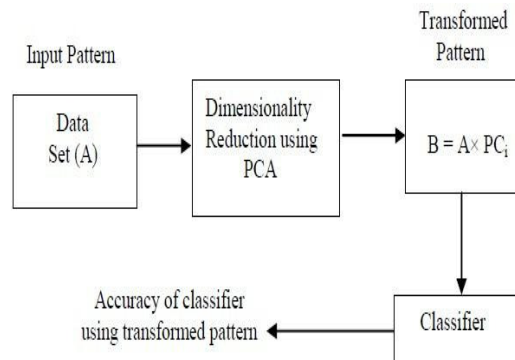 Input Pattern
Data
Set (A)
Dimensionality
Reduction using
PCA
Transformed
Pattern
B = A× PCᵢ
Classifier
Accuracy of classifier
using transformed pattern